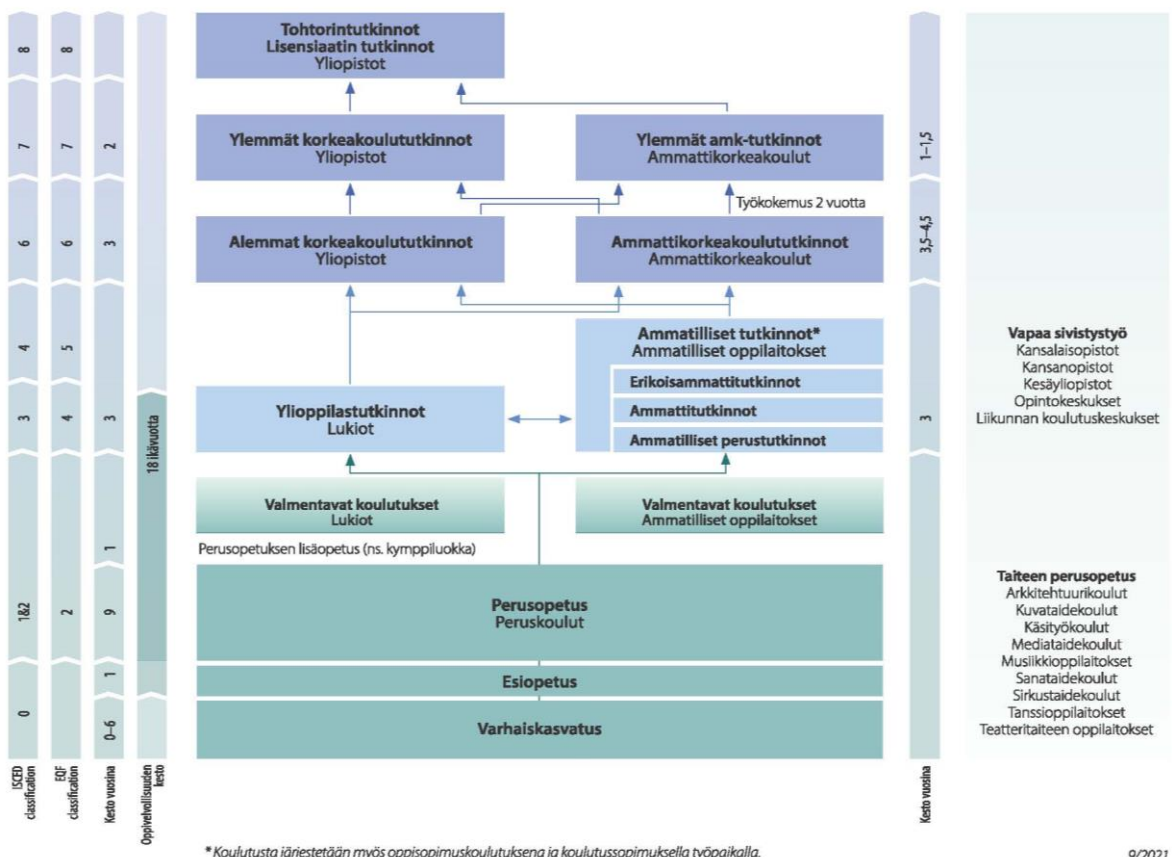 8
8
Tohtorintutkinnot
Lisensiaatin tutkinnot
Yliopistot
7
7
2
Ylemmät korkeakoulututkinnot
Yliopistot
Ylemmät amk-tutkinnot
Ammattikorkeakoulut
1–1,5
Työkokemus 2 vuotta
6
6
3
Alemmat korkeakoulututkinnot
Yliopistot
Ammattikorkeakoulututkinnot
Ammattikorkeakoulut
3,5–4,5
4
5
Ammatilliset tutkinnot*
Ammatilliset oppilaitokset
Erikoisammattitutkinnot
Ammattitutkinnot
Ammatilliset perustutkinnot
3
4
3
18 ikävuotta
Ylioppilastutkinnot
Lukiot
3
Vapaa sivistystyö
Kansalaisopistot
Kansanopistot
Kesäyliopistot
Opintokeskukset
Liikunnan koulutuskeskukset
Valmentavat koulutukset
Lukiot
Valmentavat koulutukset
Ammatilliset oppilaitokset
1
Perusopetuksen lisäopetus (ns. kymppiluokka)
1&2
2
9
Perusopetus
Peruskoulut
Taiteen perusopetus
Arkkitehtuurikoulut
Kuvataidekoulut
Käsityökoulut
Mediataidekoulut
Musiikkioppilaitokset
Sanataidekoulut
Sirkustaidekoulut
Tanssioppilaitokset
Teatteritaiteen oppilaitokset
1
Esiopetus
0
0–6
Varhaiskasvatus
ISCED
classification
EQF
classification
Kesto vuosina
Oppivelvollisuuden
kesto
Kesto vuosina
* Koulutusta järjestetään myös oppisopimuskoulutuksena ja koulutussopimuksella työpaikalla.
9/2021